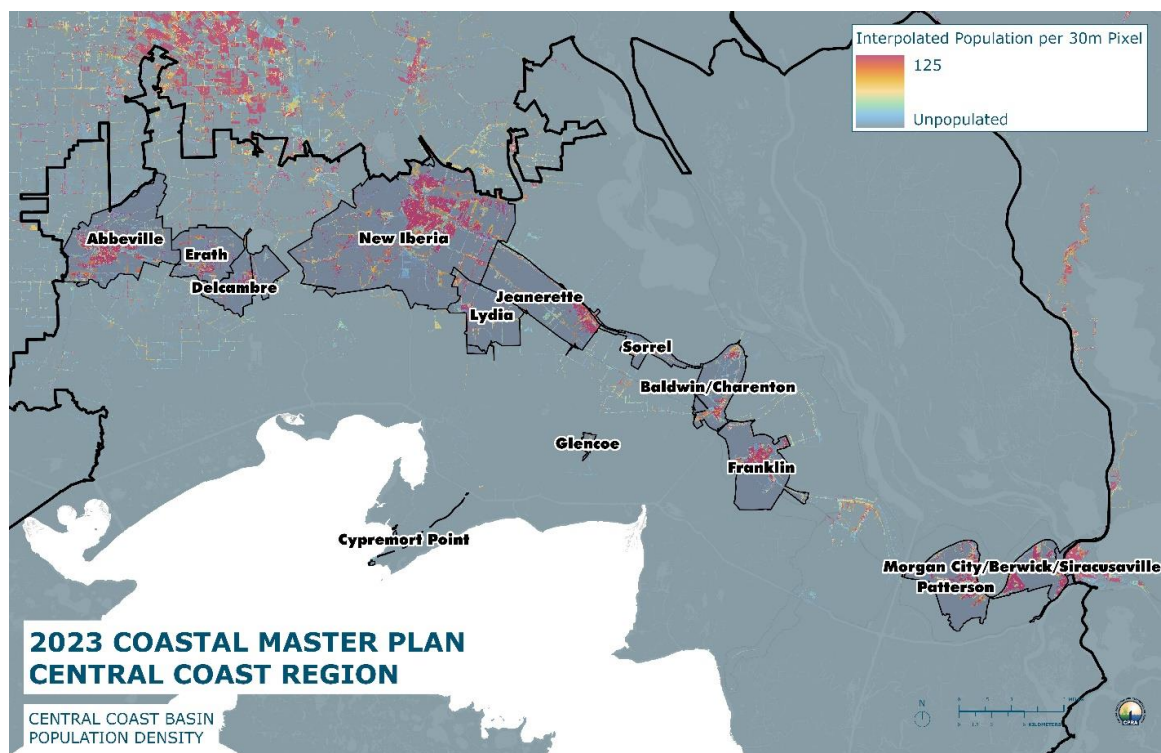 Interpolated Population per 30m Pixel
125
Unpopulated
Abbeville
New Iberia
Erath
Delcambre
Jeanerette
Lydia
Sorrel
Baldwin/Charenton
Glencoe
Franklin
Cypremort Point
Morgan City/Berwick/Siracusaville
Patterson
2023 COASTAL MASTER PLAN
CENTRAL COAST REGION
CENTRAL COAST BASIN
POPULATION DENSITY
KILOMETERS
N
CPRA